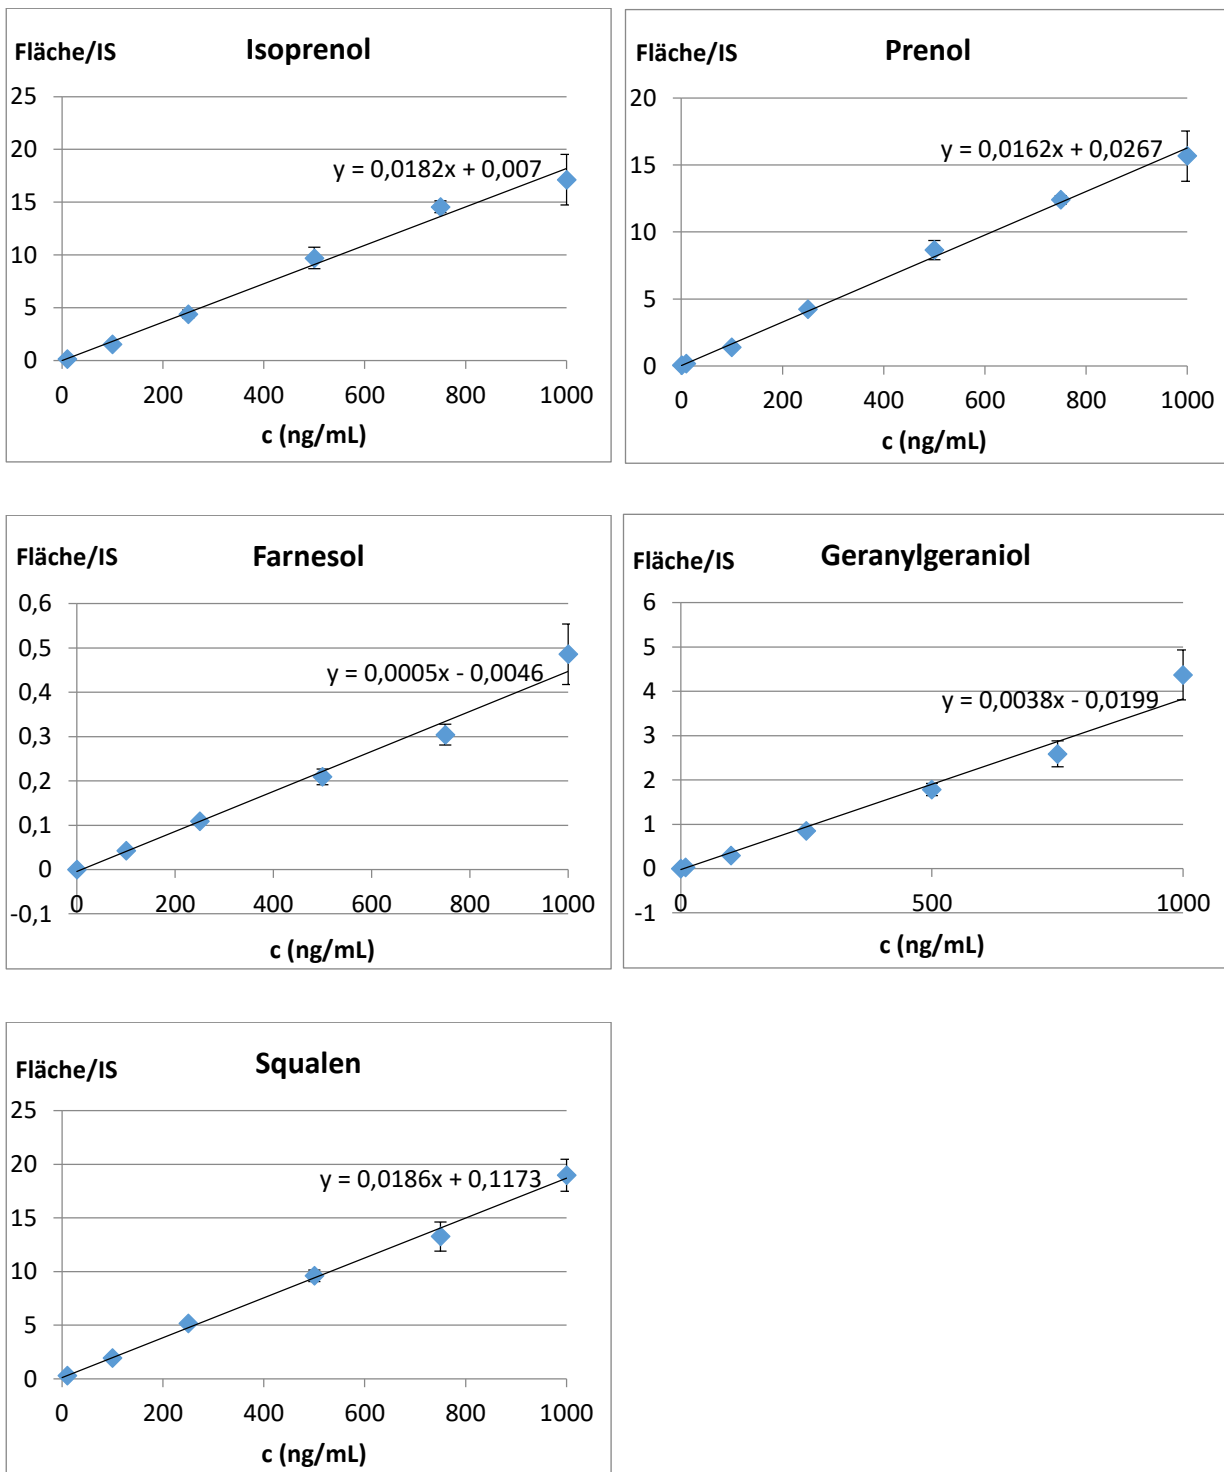 Fläche/IS
Isoprenol
25
20
15
10
5
0
y = 0,0182x + 0,007
0 200 400 600 800 1000
c (ng/mL)
Fläche/IS
Prenol
20
15
10
5
0
y = 0,0162x + 0,0267
0 200 400 600 800 1000
c (ng/mL)
Fläche/IS
Farnesol
0,6
0,5
0,4
0,3
0,2
0,1
0
-0,1
y = 0,0005x - 0,0046
0 200 400 600 800 1000
c (ng/mL)
Fläche/IS
Geranylgeraniol
6
5
4
3
2
1
0
-1
y = 0,0038x - 0,0199
0 500 1000
c (ng/mL)
Fläche/IS
Squalen
25
20
15
10
5
0
y = 0,0186x + 0,1173
0 200 400 600 800 1000
c (ng/mL)